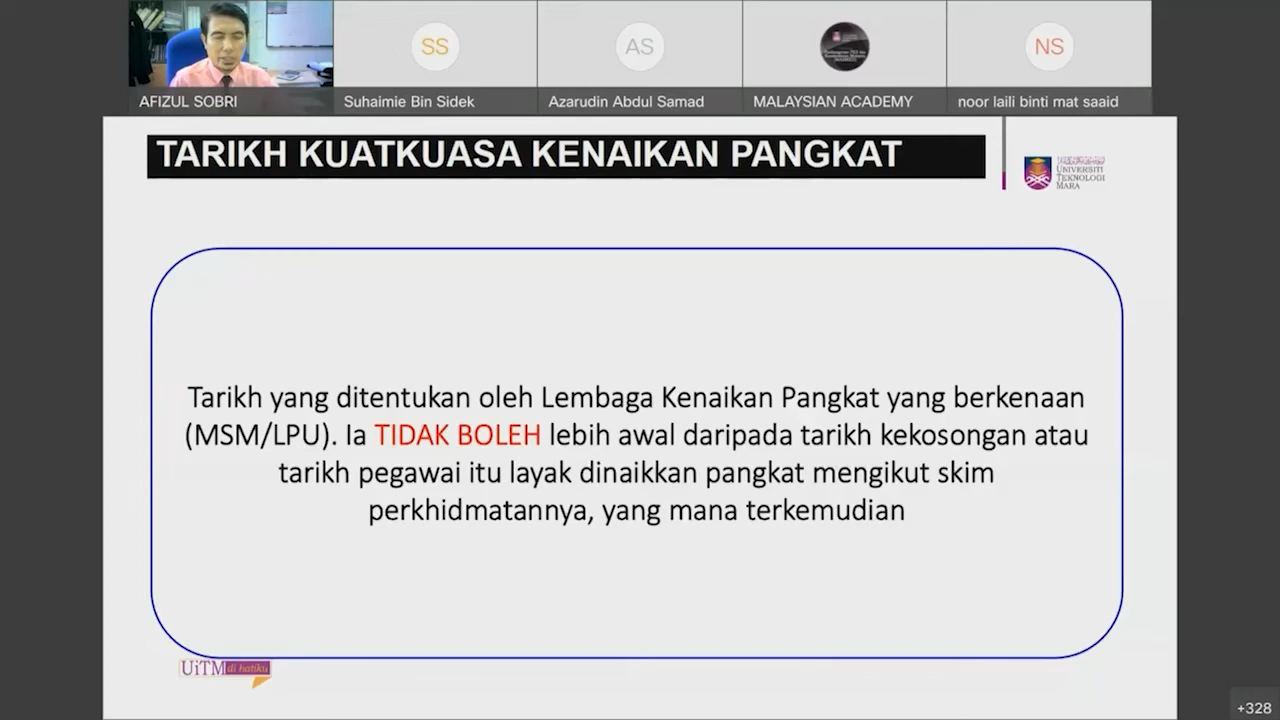 SS
AS
NS
AFIZUL SOBRI
Suhaimie Bin Sidek
Azarudin Abdul Samad
MALAYSIAN ACADEMY
noor laili binti mat saaid
TARIKH KUATKUASA KENAIKAN PANGKAT
UNIVERSITI
TEKNOLOGI
MARA
Tarikh yang ditentukan oleh Lembaga Kenaikan Pangkat yang berkenaan
(MSM/LPU). Ia TIDAK BOLEH lebih awal daripada tarikh kekosongan atau
tarikh pegawai itu layak dinaikkan pangkat mengikut skim
perkhidmatannya, yang mana terkemudian
UiTM di hatiku
+328